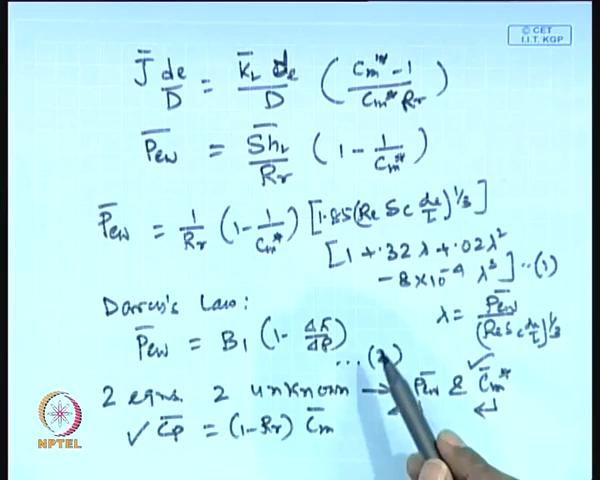 © CET
I.I.T. KGP
J̄ de/D = k̄L de/D (Cm* - 1 / Cm* Rr)
P̄ew = S̄hL/Rr (1 - 1/Cm*)
P̄ew = 1/Rr (1 - 1/Cm*) [1.85(Re Sc de/L)^1/3]
[1 + .32 λ + .02 λ²
- 8 × 10⁻⁴ λ³] ...(1)
λ = P̄ew / (Re Sc de/L)^1/3
Darcy's Law:
P̄ew = B1 (1 - Δπ/ΔP)
...(2)
2 eqns. 2 unknown → P̄ew & C̄m*
✓ C̄p = (1 - Rr) C̄m
NPTEL